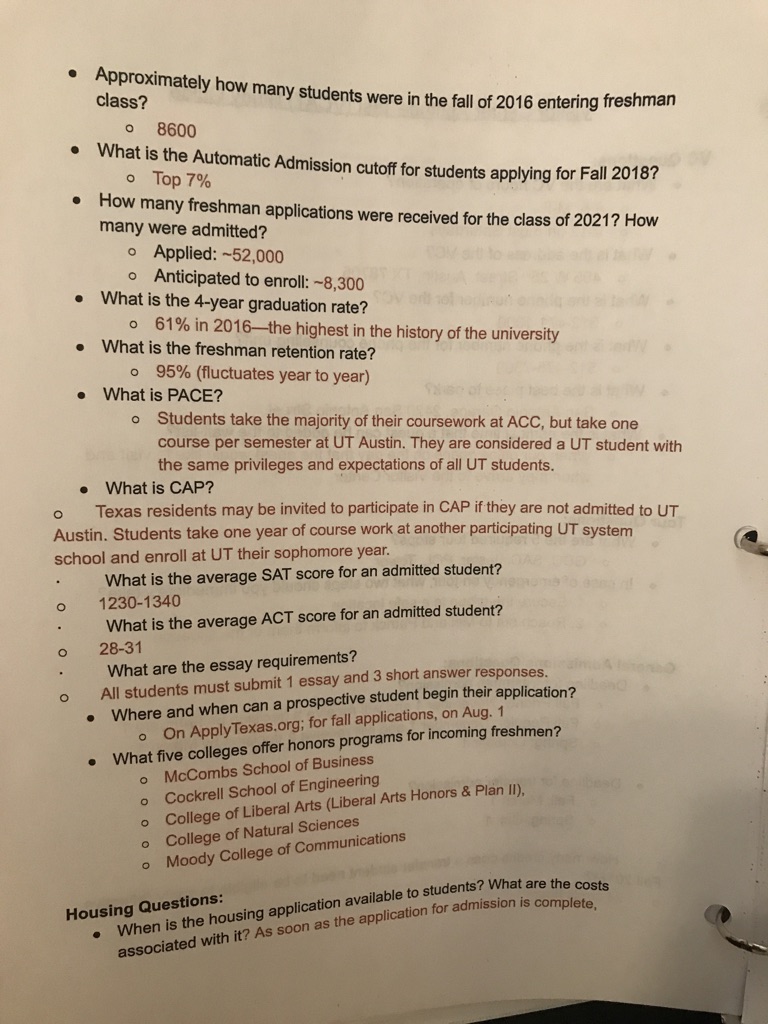 • Approximately how many students were in the fall of 2016 entering freshman
class?
o 8600
• What is the Automatic Admission cutoff for students applying for Fall 2018?
o Top 7%
• How many freshman applications were received for the class of 2021? How
many were admitted?
o Applied: ~52,000
o Anticipated to enroll: ~8,300
• What is the 4-year graduation rate?
o 61% in 2016—the highest in the history of the university
• What is the freshman retention rate?
o 95% (fluctuates year to year)
• What is PACE?
o Students take the majority of their coursework at ACC, but take one
course per semester at UT Austin. They are considered a UT student with
the same privileges and expectations of all UT students.
• What is CAP?
o Texas residents may be invited to participate in CAP if they are not admitted to UT
Austin. Students take one year of course work at another participating UT system
school and enroll at UT their sophomore year.
· What is the average SAT score for an admitted student?
o 1230-1340
· What is the average ACT score for an admitted student?
o 28-31
· What are the essay requirements?
o All students must submit 1 essay and 3 short answer responses.
• Where and when can a prospective student begin their application?
o On ApplyTexas.org; for fall applications, on Aug. 1
• What five colleges offer honors programs for incoming freshmen?
o McCombs School of Business
o Cockrell School of Engineering
o College of Liberal Arts (Liberal Arts Honors & Plan II),
o College of Natural Sciences
o Moody College of Communications
Housing Questions:
• When is the housing application available to students? What are the costs
associated with it? As soon as the application for admission is complete,